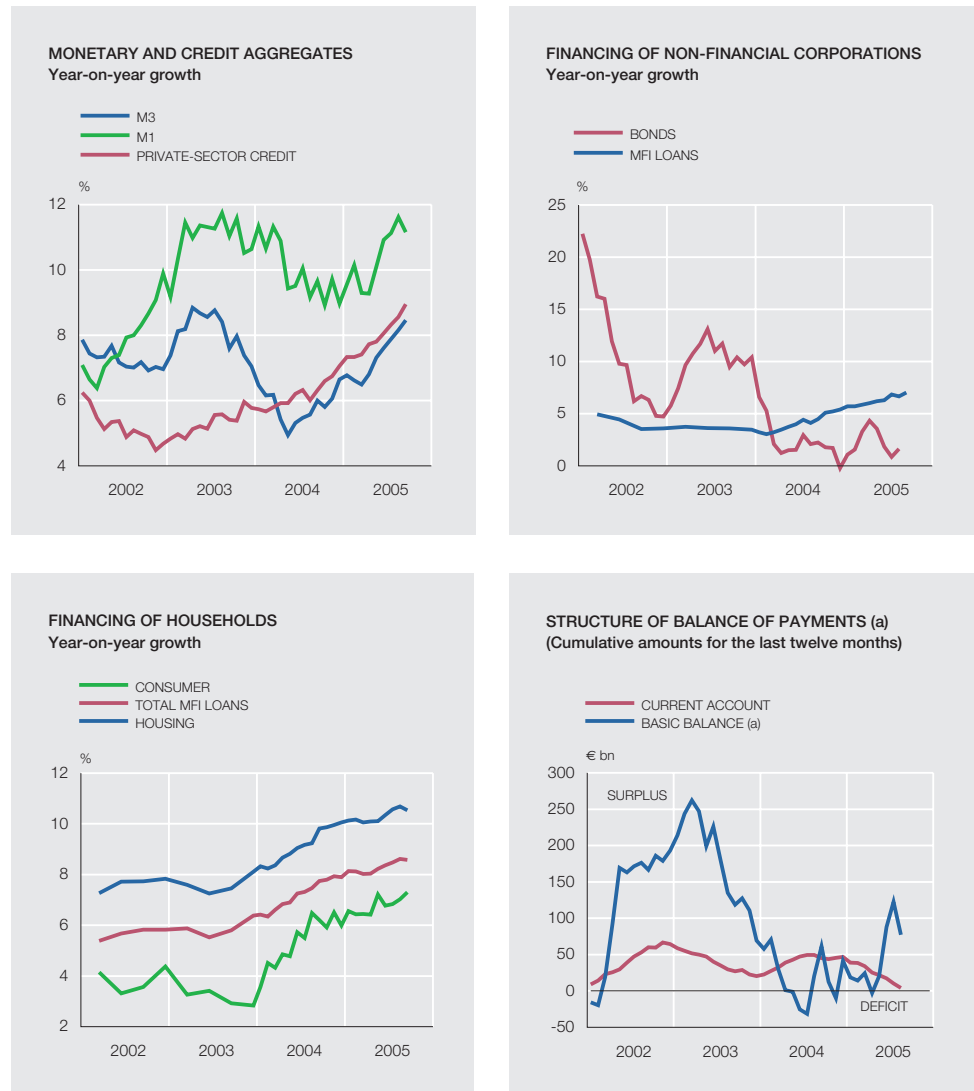 MONETARY AND CREDIT AGGREGATES
Year-on-year growth
M3
M1
PRIVATE-SECTOR CREDIT
%
12
10
8
6
4
2002 2003 2004 2005
FINANCING OF NON-FINANCIAL CORPORATIONS
Year-on-year growth
BONDS
MFI LOANS
%
25
20
15
10
5
0
2002 2003 2004 2005
FINANCING OF HOUSEHOLDS
Year-on-year growth
CONSUMER
TOTAL MFI LOANS
HOUSING
%
12
10
8
6
4
2
2002 2003 2004 2005
STRUCTURE OF BALANCE OF PAYMENTS (a)
(Cumulative amounts for the last twelve months)
CURRENT ACCOUNT
BASIC BALANCE (a)
€ bn
300
SURPLUS
250
200
150
100
50
0
DEFICIT
-50
2002 2003 2004 2005